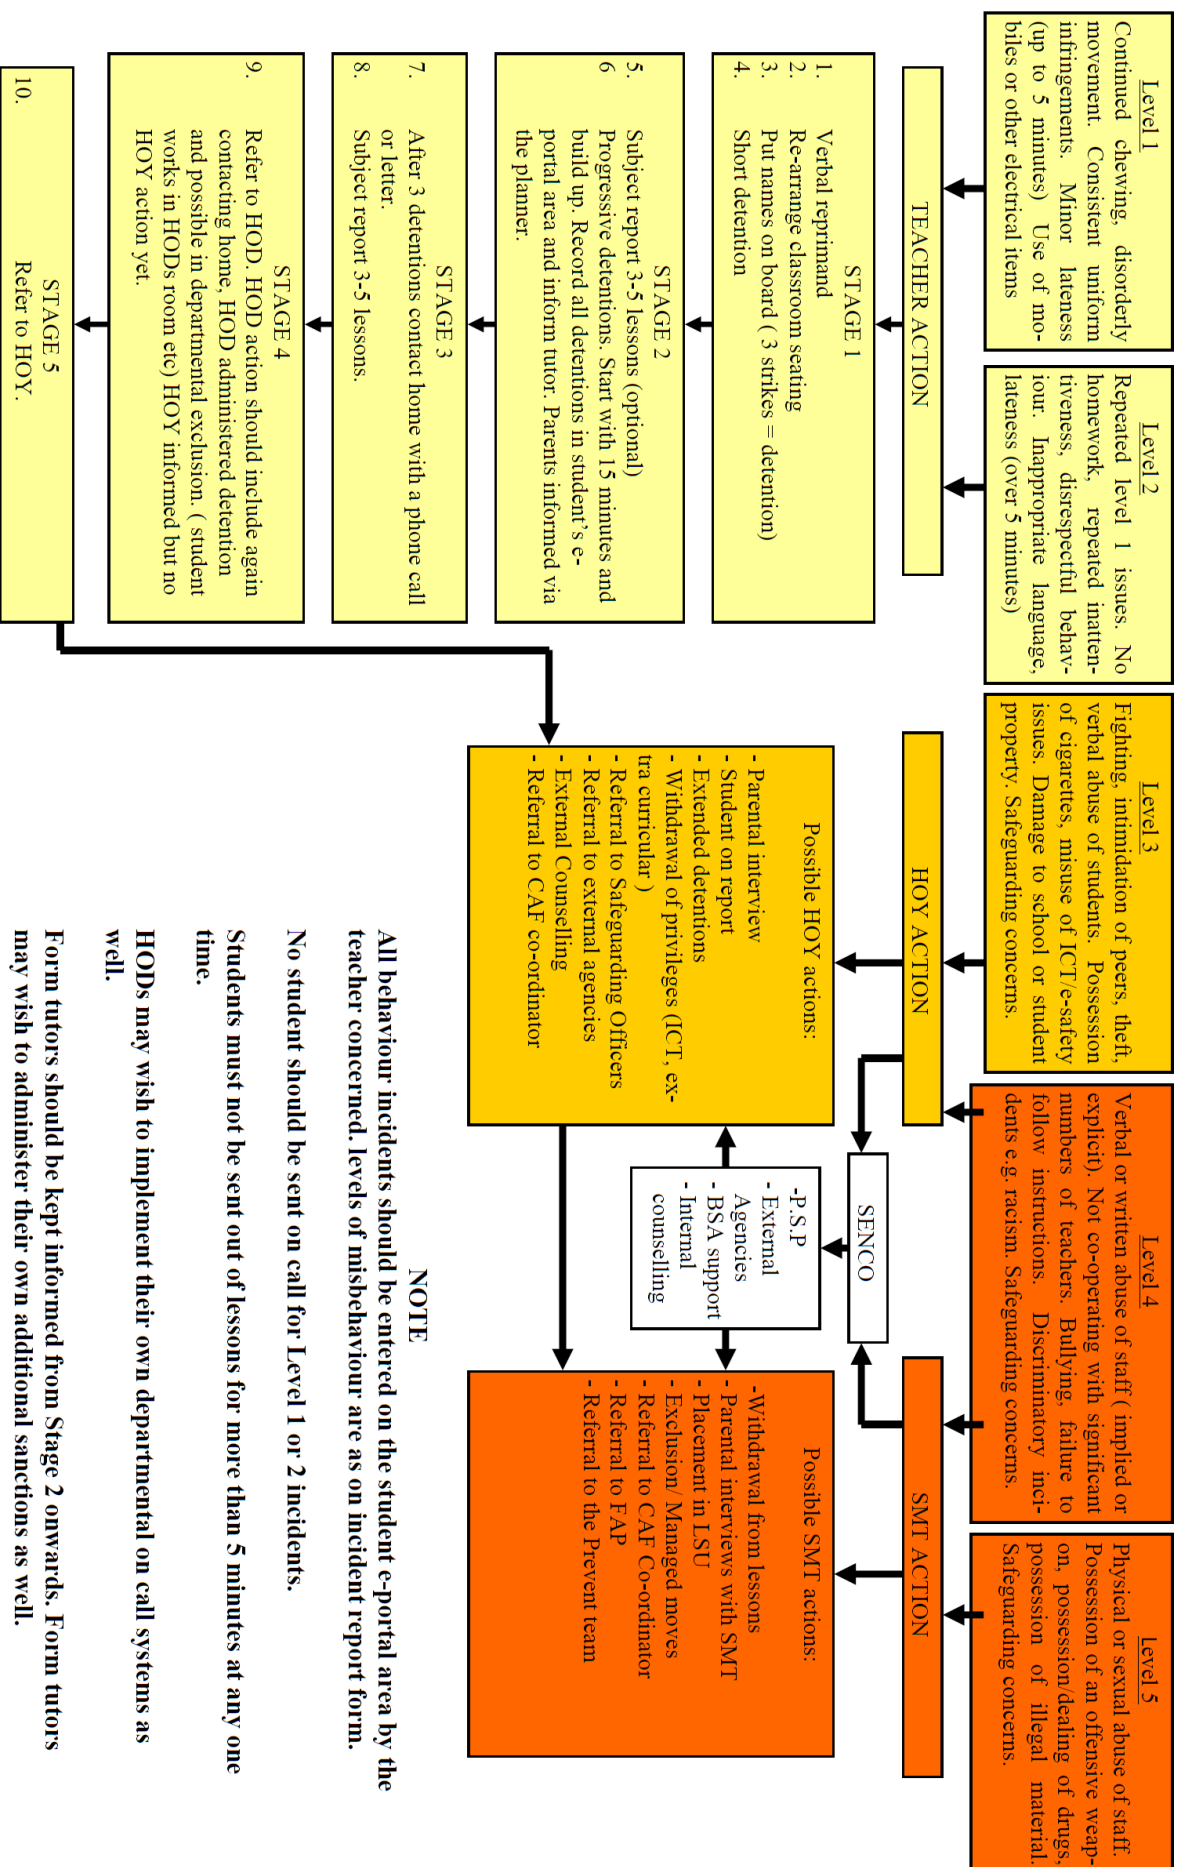 Level 1
Continued chewing, disorderly
movement. Consistent uniform
infringements. Minor lateness
(up to 5 minutes) Use of mo-
biles or other electrical items
Level 2
Repeated level 1 issues. No
homework, repeated inatten-
tiveness, disrespectful behav-
iour. Inappropriate language,
lateness (over 5 minutes)
Level 3
Fighting, intimidation of peers, theft,
verbal abuse of students. Possession
of cigarettes, misuse of ICT/e-safety
issues. Damage to school or student
property. Safeguarding concerns.
Level 4
Verbal or written abuse of staff ( implied or
explicit). Not co-operating with significant
numbers of teachers. Bullying, failure to
follow instructions. Discriminatory inci-
dents e.g. racism. Safeguarding concerns.
Level 5
Physical or sexual abuse of staff.
Possession of an offensive weap-
on, possession/dealing of drugs,
possession of illegal material.
Safeguarding concerns.
TEACHER ACTION
HOY ACTION
SMT ACTION
STAGE 1
1. Verbal reprimand
2. Re-arrange classroom seating
3. Put names on board ( 3 strikes = detention)
4. Short detention
STAGE 2
5. Subject report 3-5 lessons (optional)
6 Progressive detentions. Start with 15 minutes and
build up. Record all detentions in student’s e-
portal area and inform tutor. Parents informed via
the planner.
STAGE 3
7. After 3 detentions contact home with a phone call
or letter.
8. Subject report 3-5 lessons.
STAGE 4
9. Refer to HOD. HOD action should include again
contacting home, HOD administered detention
and possible in departmental exclusion. ( student
works in HODs room etc) HOY informed but no
HOY action yet.
STAGE 5
10. Refer to HOY.
Possible HOY actions:
- Parental interview
- Student on report
- Extended detentions
- Withdrawal of privileges (ICT, ex-
tra curricular )
- Referral to Safeguarding Officers
- Referral to external agencies
- External Counselling
- Referral to CAF co-ordinator
SENCO
-P.S.P
- External
Agencies
- BSA support
- Internal
counselling
Possible SMT actions:
-Withdrawal from lessons
- Parental interviews with SMT
- Placement in LSU
- Exclusion/ Managed moves
- Referral to CAF Co-ordinator
- Referral to FAP
- Referral to the Prevent team
NOTE
All behaviour incidents should be entered on the student e-portal area by the
teacher concerned. levels of misbehaviour are as on incident report form.
No student should be sent on call for Level 1 or 2 incidents.
Students must not be sent out of lessons for more than 5 minutes at any one
time.
HODs may wish to implement their own departmental on call systems as
well.
Form tutors should be kept informed from Stage 2 onwards. Form tutors
may wish to administer their own additional sanctions as well.